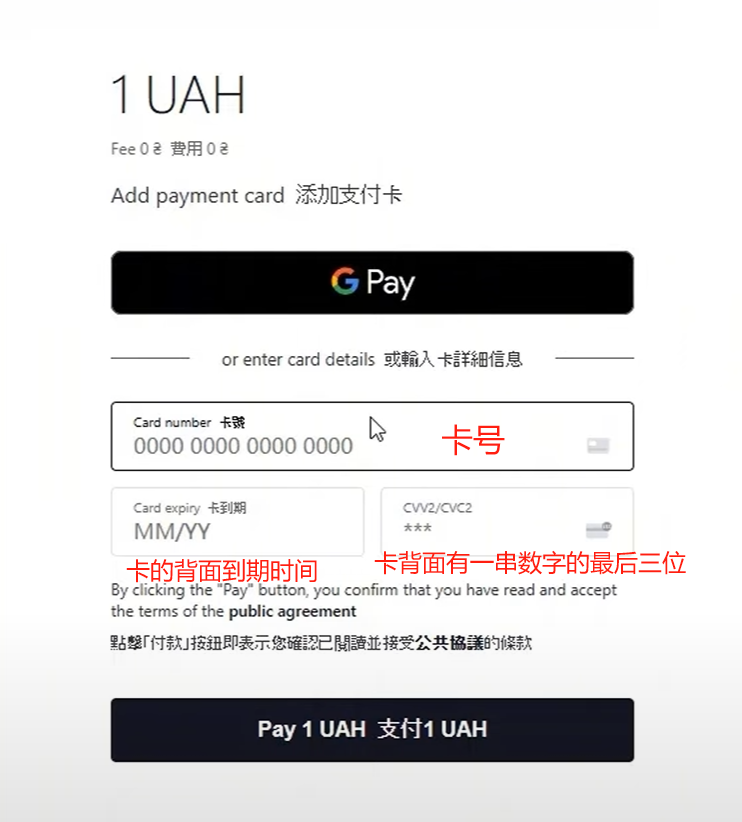 1 UAH
Fee 0 ₴ 費用 0 ₴
Add payment card 添加支付卡
G Pay
or enter card details 或輸入卡詳細信息
Card number 卡號
0000 0000 0000 0000
卡号
Card expiry 卡到期
MM/YY
CVV2/CVC2
***
卡的背面到期时间
卡背面有一串数字的最后三位
By clicking the "Pay" button, you confirm that you have read and accept
the terms of the public agreement
點擊「付款」按鈕即表示您確認已閱讀並接受公共協議的條款
Pay 1 UAH 支付1 UAH